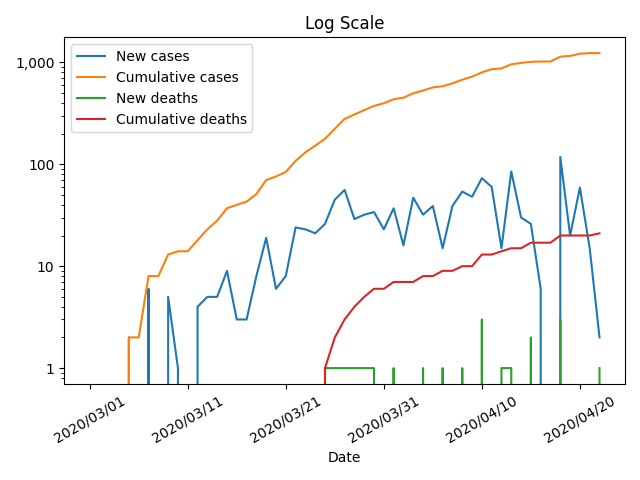 Log Scale
New cases
Cumulative cases
New deaths
Cumulative deaths
1,000
100
10
1
2020/03/01
2020/03/11
2020/03/21
2020/03/31
2020/04/10
2020/04/20
Date